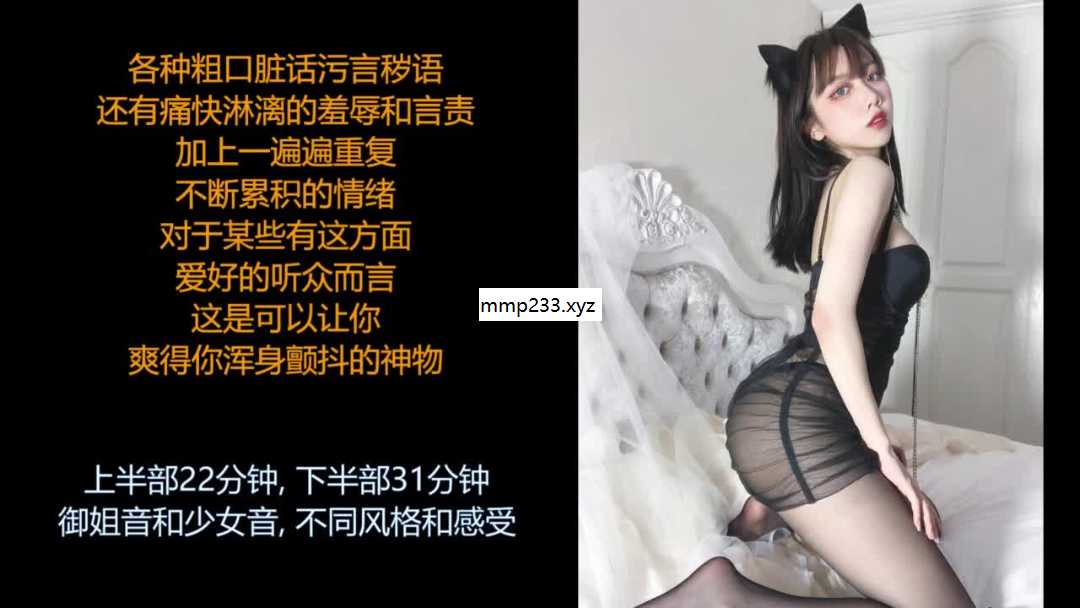 各种粗口脏话污言秽语
还有痛快淋漓的羞辱和言责
加上一遍遍重复
不断累积的情绪
对于某些有这方面
爱好的听众而言
这是可以让你
爽得你浑身颤抖的神物
mmp233.xyz
上半部22分钟, 下半部31分钟
御姐音和少女音, 不同风格和感受